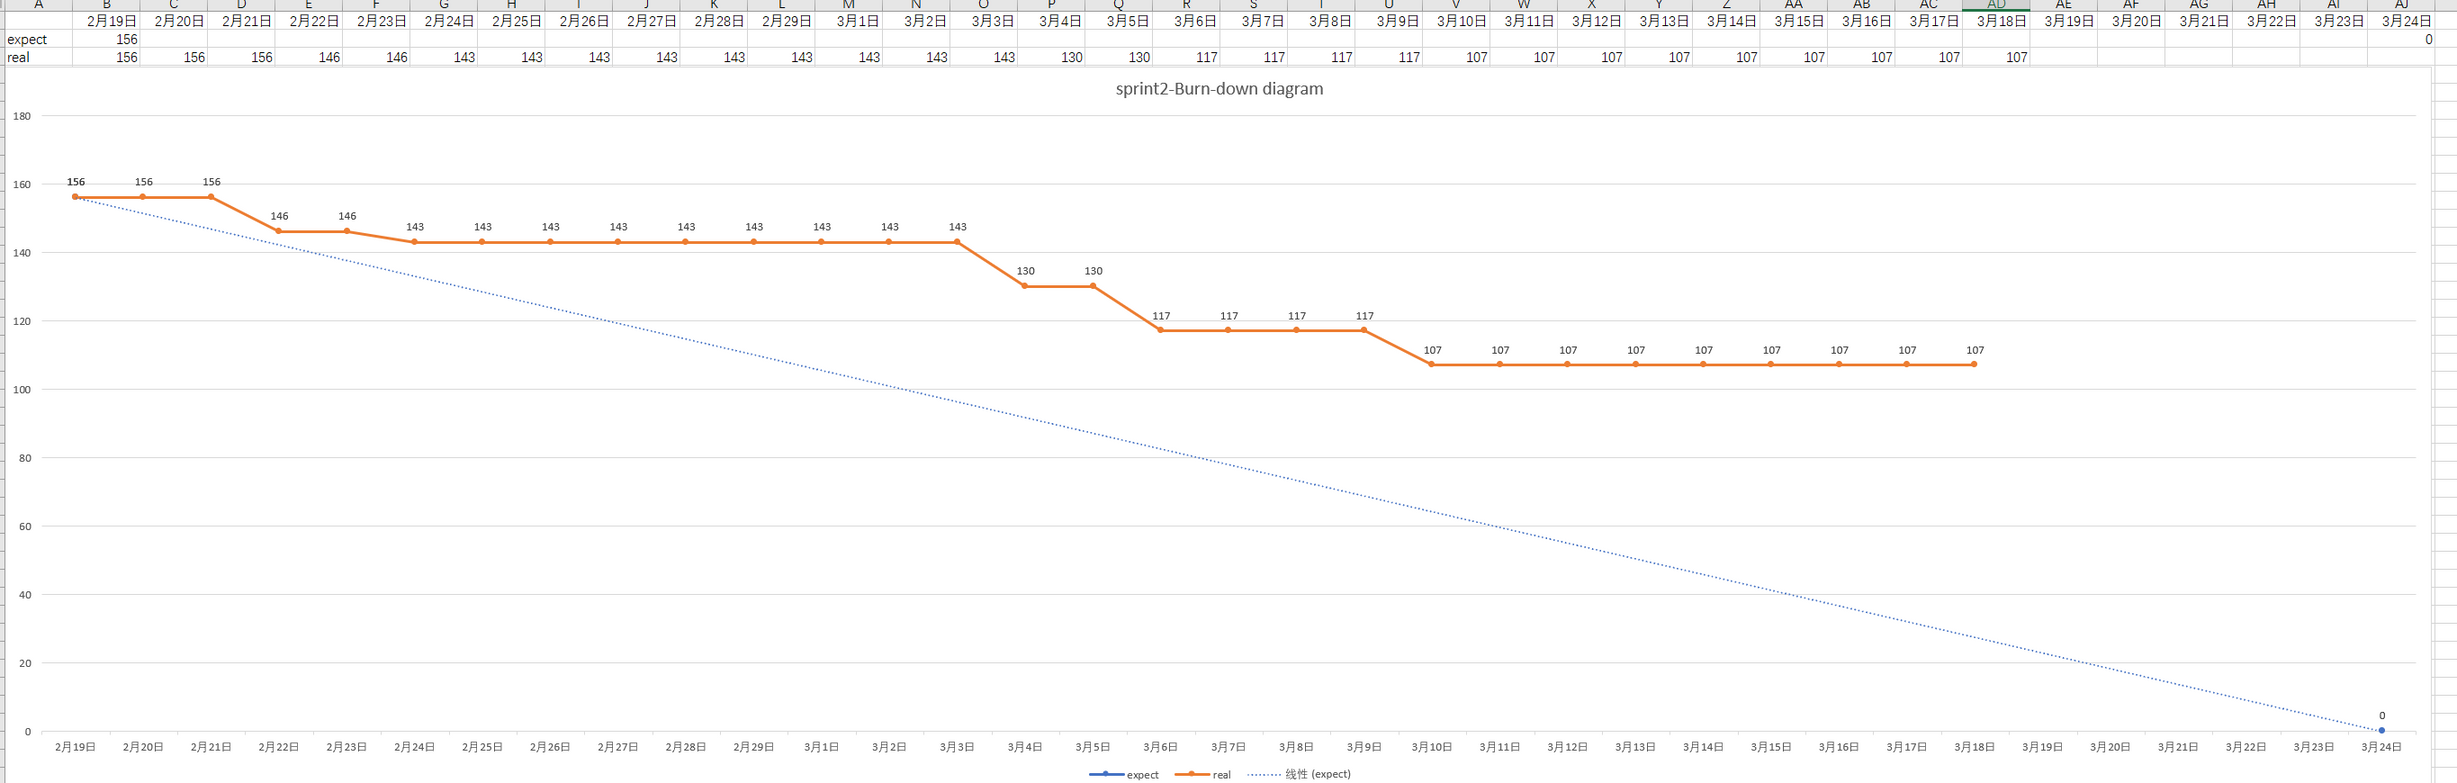 A B C D E F G H I J K L M N O P Q R S T U V W X Y Z AA AB AC AD AE AF AG AH AI AJ
2月19日 2月20日 2月21日 2月22日 2月23日 2月24日 2月25日 2月26日 2月27日 2月28日 2月29日 3月1日 3月2日 3月3日 3月4日 3月5日 3月6日 3月7日 3月8日 3月9日 3月10日 3月11日 3月12日 3月13日 3月14日 3月15日 3月16日 3月17日 3月18日 3月19日 3月20日 3月21日 3月22日 3月23日 3月24日
expect 156 0
real 156 156 156 146 146 143 143 143 143 143 143 143 143 143 130 130 117 117 117 117 107 107 107 107 107 107 107 107 107
sprint2-Burn-down diagram
180
160
156 156 156
146 146
143 143 143 143 143 143 143 143 143
140
130 130
120
117 117 117 117
107 107 107 107 107 107 107 107 107
100
80
60
40
20
0
0
2月19日 2月20日 2月21日 2月22日 2月23日 2月24日 2月25日 2月26日 2月27日 2月28日 2月29日 3月1日 3月2日 3月3日 3月4日 3月5日 3月6日 3月7日 3月8日 3月9日 3月10日 3月11日 3月12日 3月13日 3月14日 3月15日 3月16日 3月17日 3月18日 3月19日 3月20日 3月21日 3月22日 3月23日 3月24日
expect real 线性 (expect)